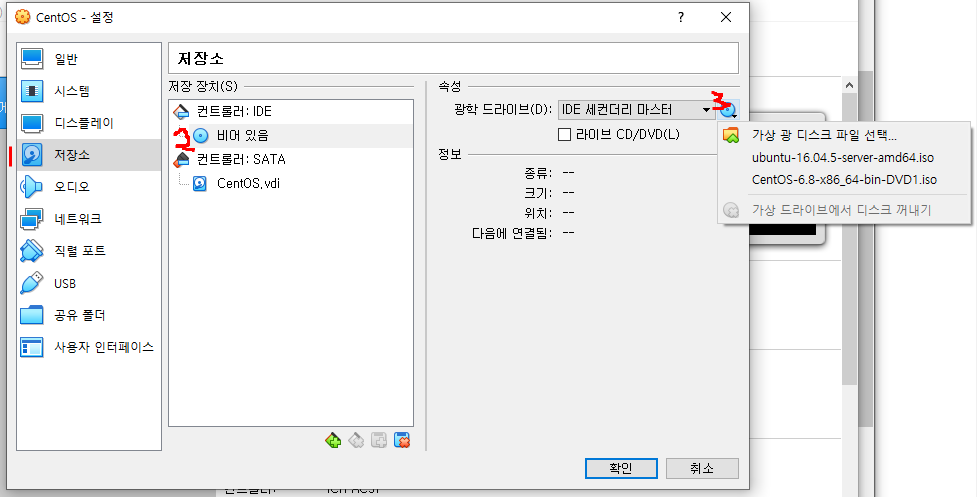 CentOS - 설정
?
일반
시스템
디스플레이
저장소
오디오
네트워크
직렬 포트
USB
공유 폴더
사용자 인터페이스
저장소
저장 장치(S)
컨트롤러: IDE
2 비어 있음
컨트롤러: SATA
CentOS.vdi
속성
3
광학 드라이브(D): IDE 세컨더리 마스터
라이브 CD/DVD(L)
정보
종류: --
크기: --
위치: --
다음에 연결됨: --
가상 광 디스크 파일 선택...
ubuntu-16.04.5-server-amd64.iso
CentOS-6.8-x86_64-bin-DVD1.iso
가상 드라이브에서 디스크 꺼내기
확인
취소